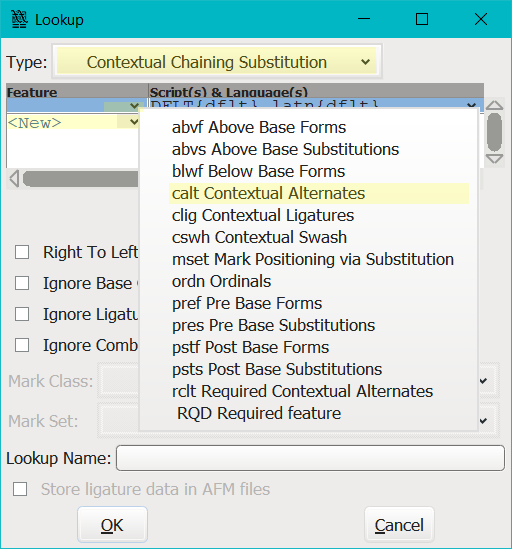 Lookup
Type: Contextual Chaining Substitution
Feature Script(s) & Language(s)
DFLT{dflt} latn{dflt}
<New>
abvf Above Base Forms
abvs Above Base Substitutions
blwf Below Base Forms
calt Contextual Alternates
clig Contextual Ligatures
cswh Contextual Swash
mset Mark Positioning via Substitution
ordn Ordinals
pref Pre Base Forms
pres Pre Base Substitutions
pstf Post Base Forms
psts Post Base Substitutions
rclt Required Contextual Alternates
RQD Required feature
Right To Left
Ignore Base
Ignore Ligatu
Ignore Comb
Mark Class:
Mark Set:
Lookup Name:
Store ligature data in AFM files
OK Cancel